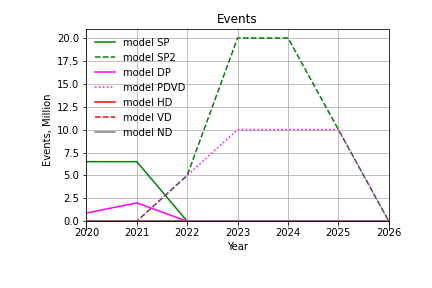 Events
20.0
17.5
15.0
12.5
10.0
7.5
5.0
2.5
0.0
Events, Million
model SP
model SP2
model DP
model PDVD
model HD
model VD
model ND
2020 2021 2022 2023 2024 2025 2026
Year